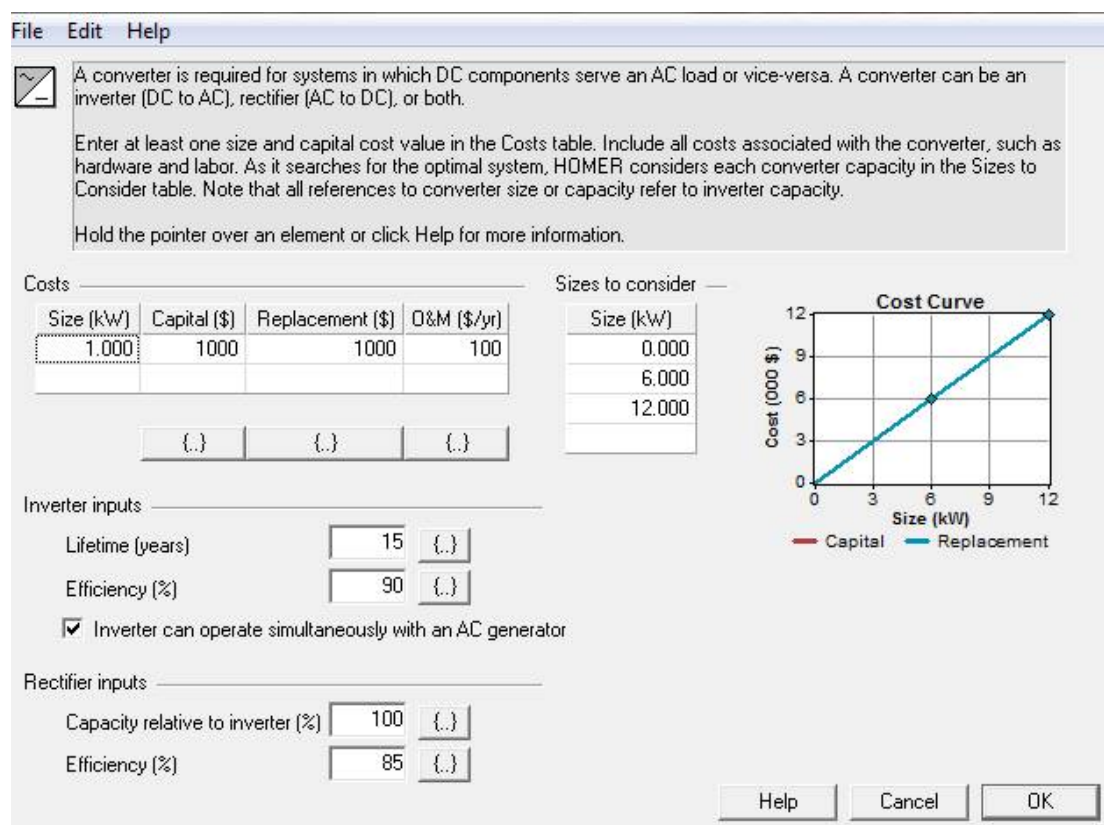 File Edit Help
A converter is required for systems in which DC components serve an AC load or vice-versa. A converter can be an
inverter (DC to AC), rectifier (AC to DC), or both.
Enter at least one size and capital cost value in the Costs table. Include all costs associated with the converter, such as
hardware and labor. As it searches for the optimal system, HOMER considers each converter capacity in the Sizes to
Consider table. Note that all references to converter size or capacity refer to inverter capacity.
Hold the pointer over an element or click Help for more information.
Costs
Size (kW) Capital ($) Replacement ($) O&M ($/yr)
1.000 1000 1000 100
{..} {..} {..}
Sizes to consider
Size (kW)
0.000
6.000
12.000
Cost Curve
Cost (000 $)
12
9
6
3
0
0 3 6 9 12
Size (kW)
Capital Replacement
Inverter inputs
Lifetime (years) 15 {..}
Efficiency (%) 90 {..}
Inverter can operate simultaneously with an AC generator
Rectifier inputs
Capacity relative to inverter (%) 100 {..}
Efficiency (%) 85 {..}
Help Cancel OK